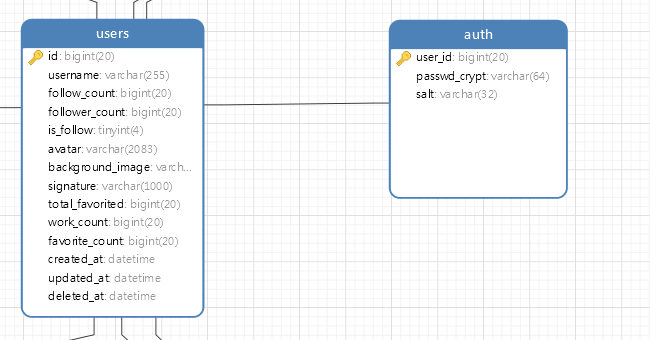 users
id: bigint(20)
username: varchar(255)
follow_count: bigint(20)
follower_count: bigint(20)
is_follow: tinyint(4)
avatar: varchar(2083)
background_image: varch...
signature: varchar(1000)
total_favorited: bigint(20)
work_count: bigint(20)
favorite_count: bigint(20)
created_at: datetime
updated_at: datetime
deleted_at: datetime
auth
user_id: bigint(20)
passwd_crypt: varchar(64)
salt: varchar(32)